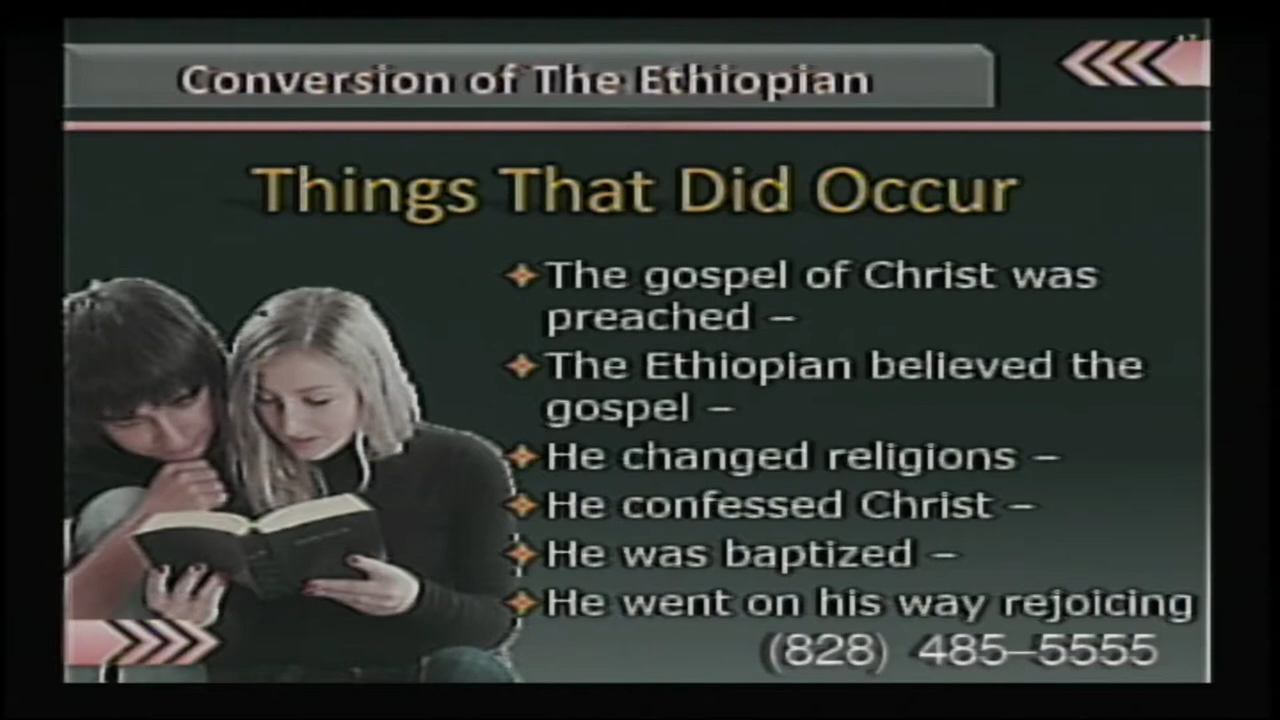 Conversion of The Ethiopian
Things That Did Occur
The gospel of Christ was
preached –
The Ethiopian believed the
gospel –
He changed religions –
He confessed Christ –
He was baptized –
He went on his way rejoicing
(828) 485–5555